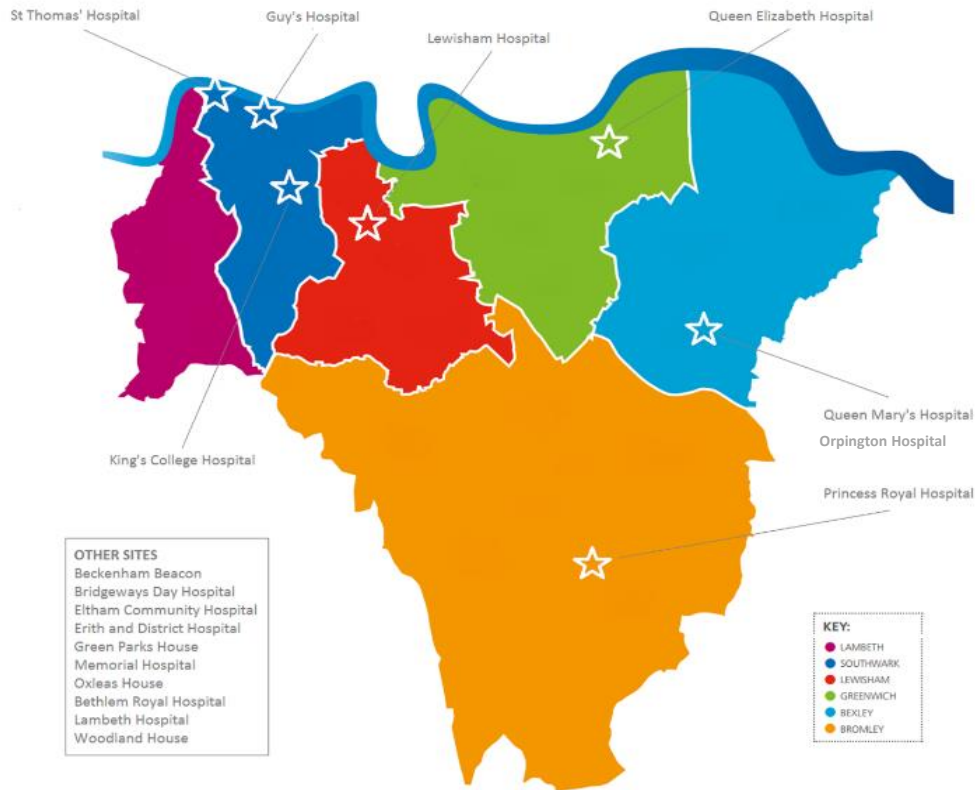 St Thomas' Hospital
Guy's Hospital
Lewisham Hospital
Queen Elizabeth Hospital
Queen Mary's Hospital
Orpington Hospital
King's College Hospital
Princess Royal Hospital
OTHER SITES
Beckenham Beacon
Bridgeways Day Hospital
Eltham Community Hospital
Erith and District Hospital
Green Parks House
Memorial Hospital
Oxleas House
Bethlem Royal Hospital
Lambeth Hospital
Woodland House
KEY:
LAMBETH
SOUTHWARK
LEWISHAM
GREENWICH
BEXLEY
BROMLEY